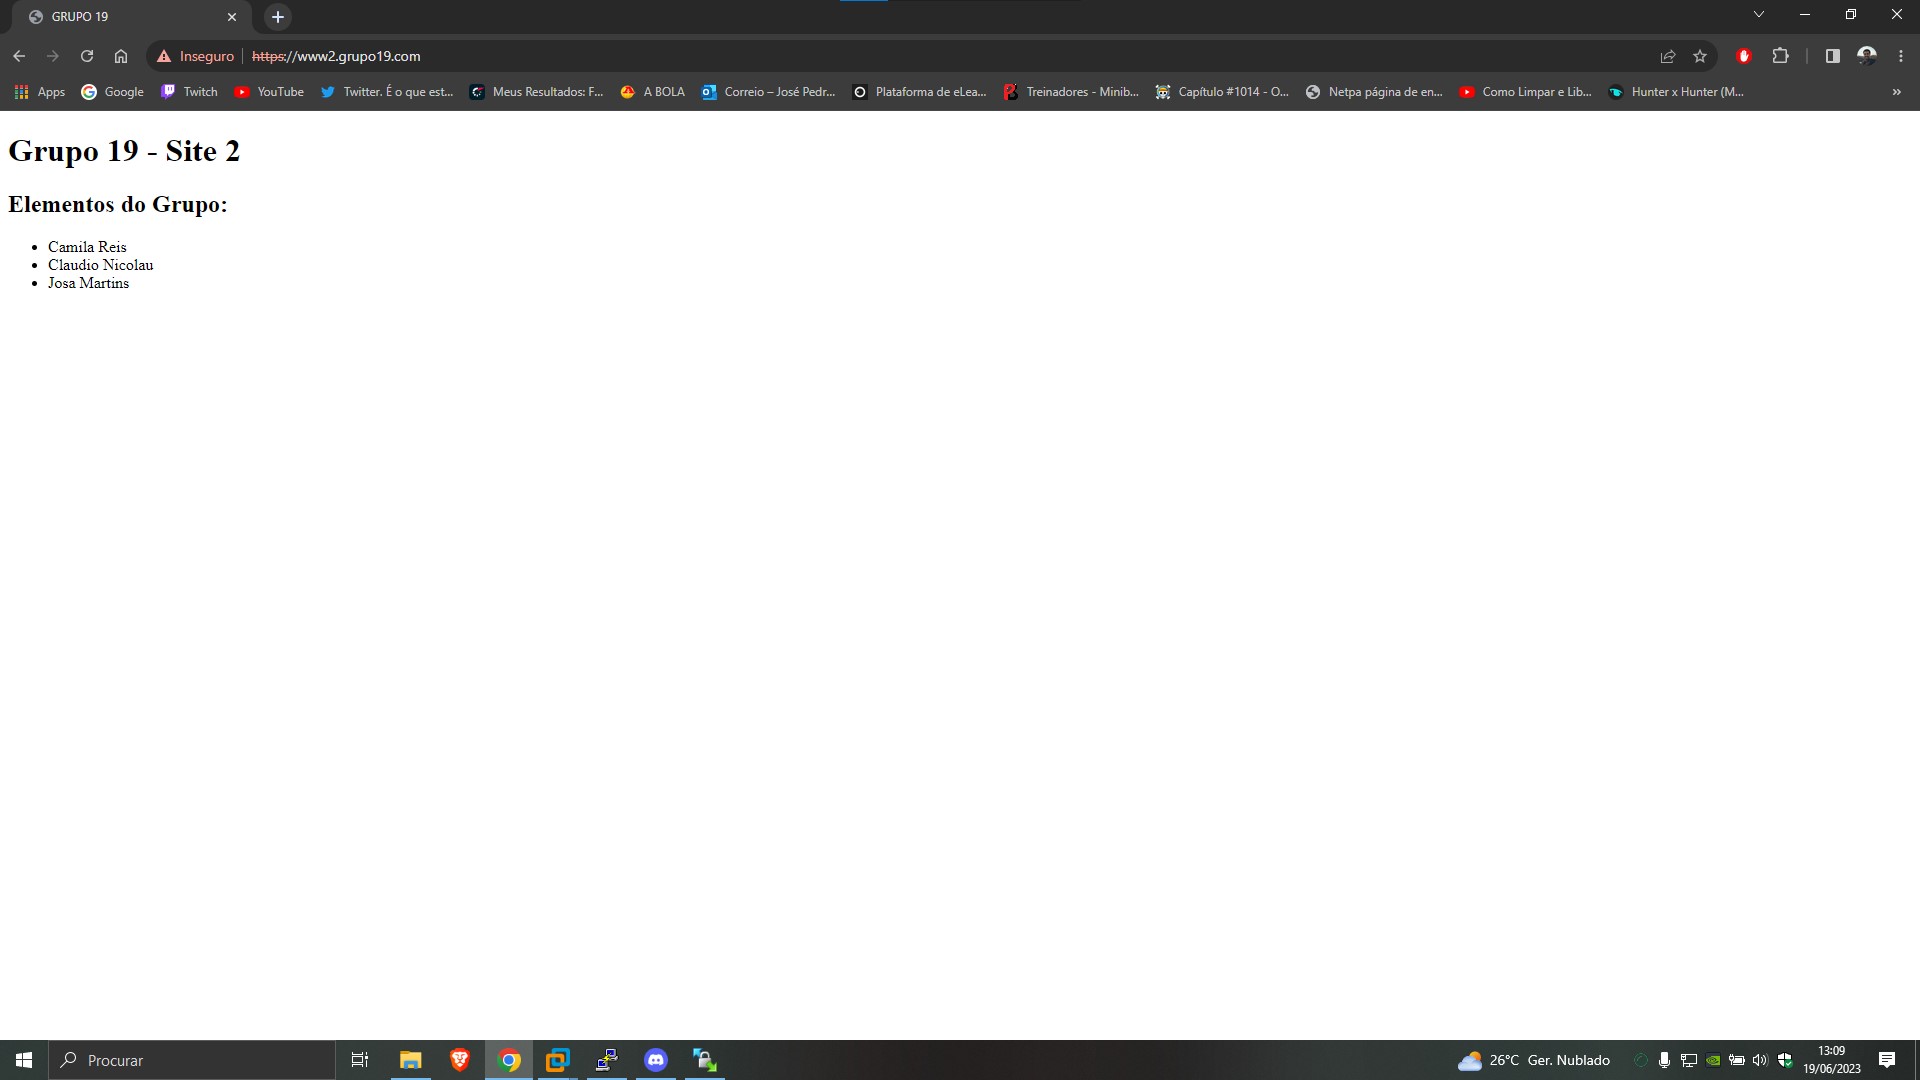 GRUPO 19
Inseguro https://www2.grupo19.com
Apps Google Twitch YouTube Twitter. É o que est... Meus Resultados: F... A BOLA Correio – José Pedr... Plataforma de eLea... Treinadores - Minib... Capítulo #1014 - O... Netpa página de en... Como Limpar e Lib... Hunter x Hunter (M... »
Grupo 19 - Site 2
Elementos do Grupo:
Camila Reis
Claudio Nicolau
Josa Martins
Procurar
26°C Ger. Nublado
13:09
19/06/2023